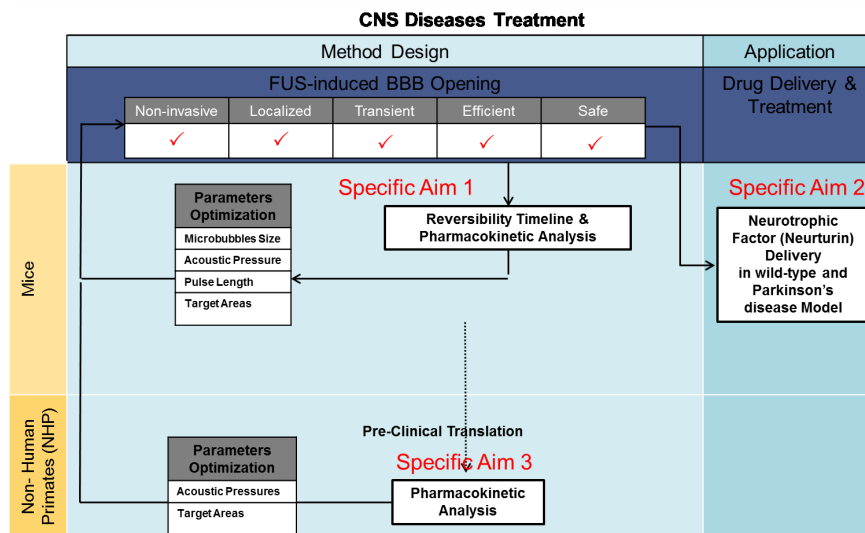 CNS Diseases Treatment
Method Design
Application
FUS-induced BBB Opening
Drug Delivery &
Treatment
Non-invasive
Localized
Transient
Efficient
Safe
✓ ✓ ✓ ✓ ✓
Mice
Specific Aim 1
Specific Aim 2
Parameters
Optimization
Microbubbles Size
Acoustic Pressure
Pulse Length
Target Areas
Reversibility Timeline &
Pharmacokinetic Analysis
Neurotrophic
Factor (Neurturin)
Delivery
in wild-type and
Parkinson's
disease Model
Non- Human
Primates (NHP)
Pre-Clinical Translation
Specific Aim 3
Parameters
Optimization
Acoustic Pressures
Target Areas
Pharmacokinetic
Analysis